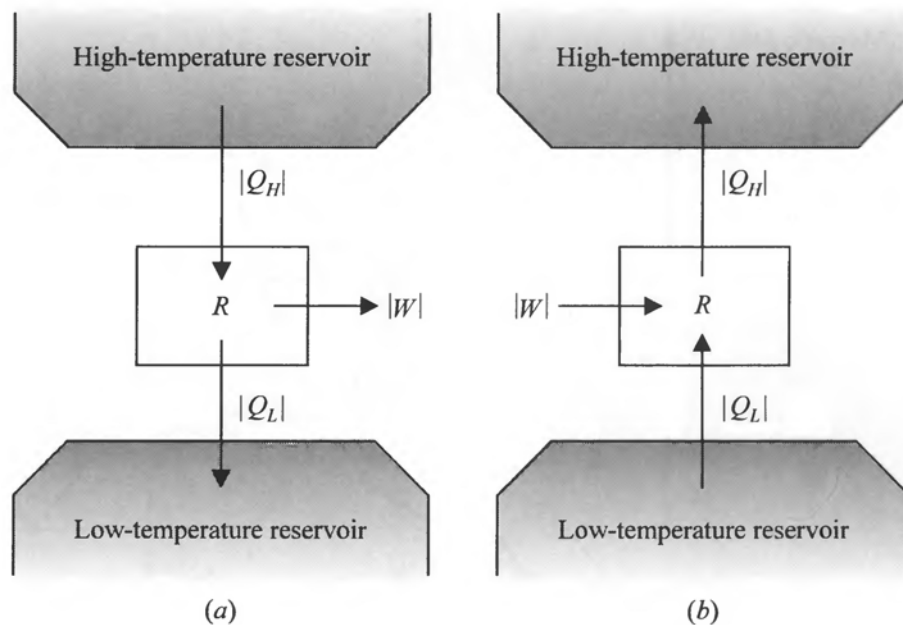 High-temperature reservoir High-temperature reservoir
|Q_H| |Q_H|
R |W| |W| R
|Q_L| |Q_L|
Low-temperature reservoir Low-temperature reservoir
(a) (b)